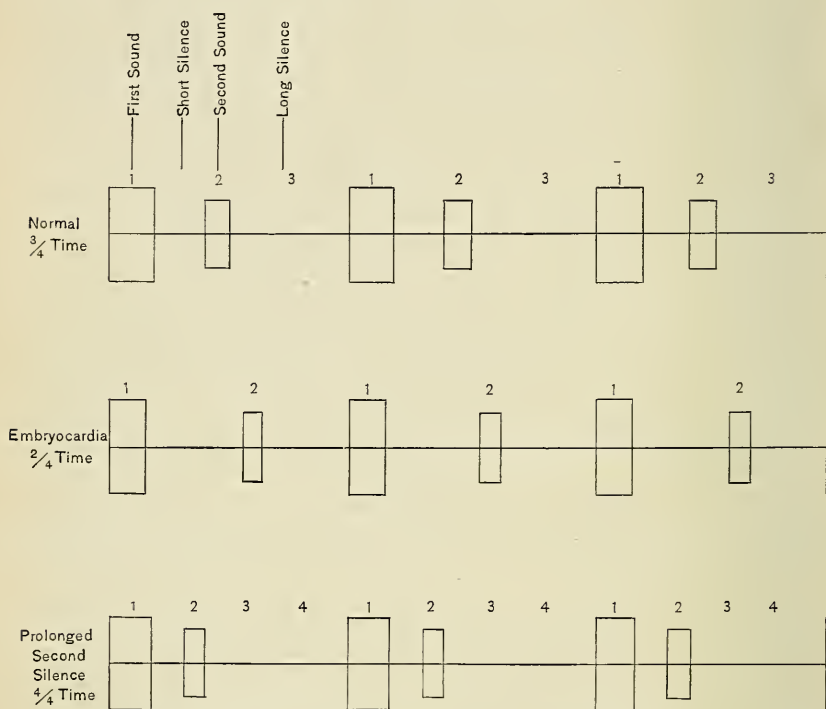 First Sound
Short Silence
Second Sound
Long Silence
1 2 3 1 2 3 1 2 3
Normal
3/4 Time
1 2 1 2 1 2
Embryocardia
2/4 Time
1 2 3 4 1 2 3 4 1 2 3 4
Prolonged
Second
Silence
4/4 Time